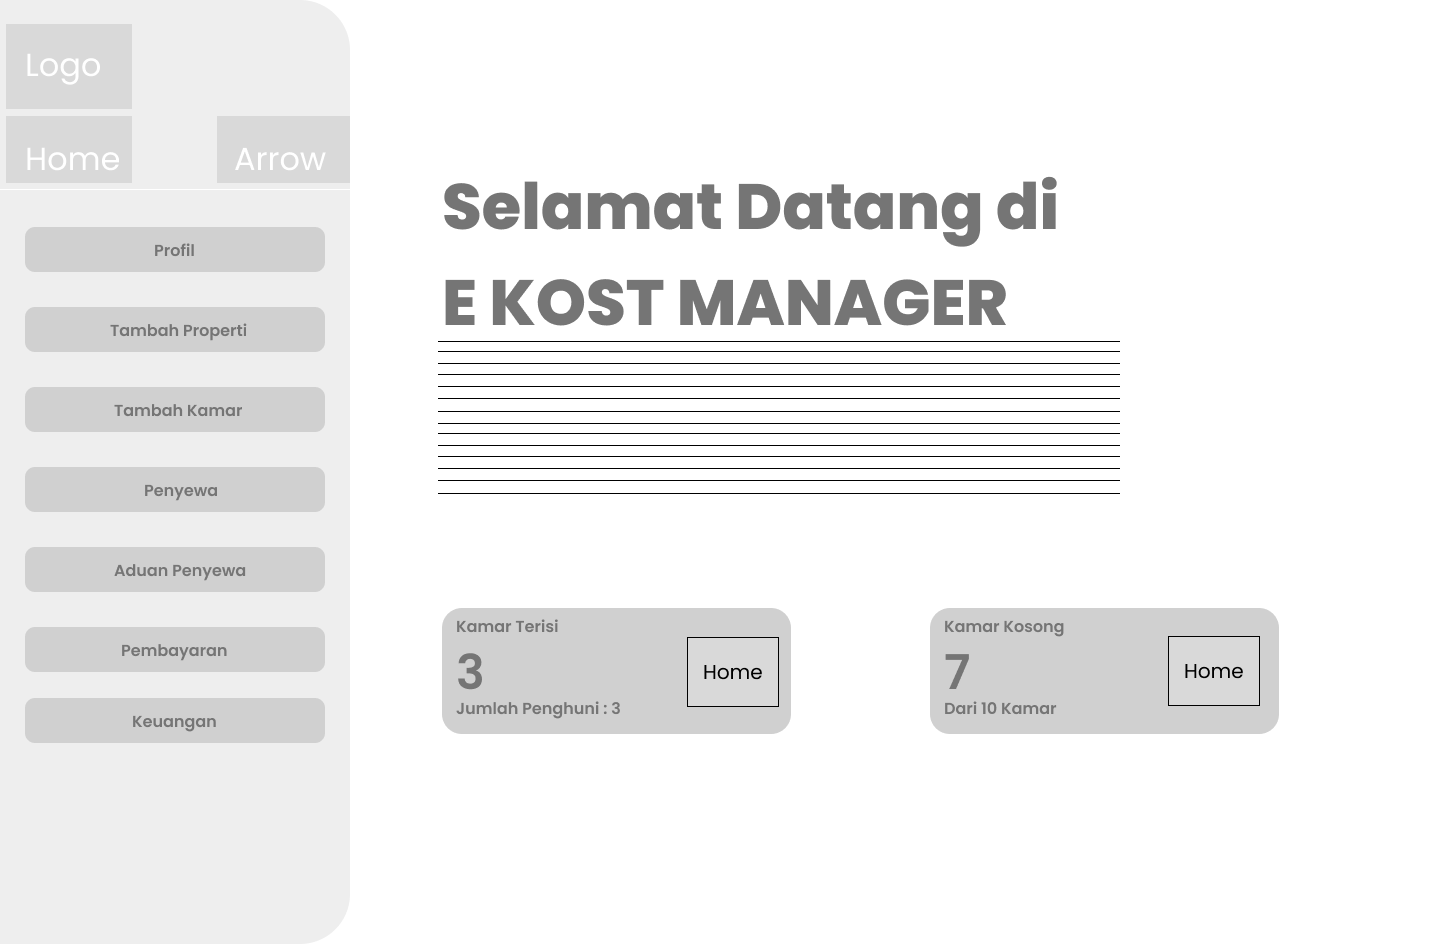 Logo
Home
Arrow
Profil
Tambah Properti
Tambah Kamar
Penyewa
Aduan Penyewa
Pembayaran
Keuangan
Selamat Datang di
E KOST MANAGER
Kamar Terisi
3
Jumlah Penghuni : 3
Home
Kamar Kosong
7
Dari 10 Kamar
Home